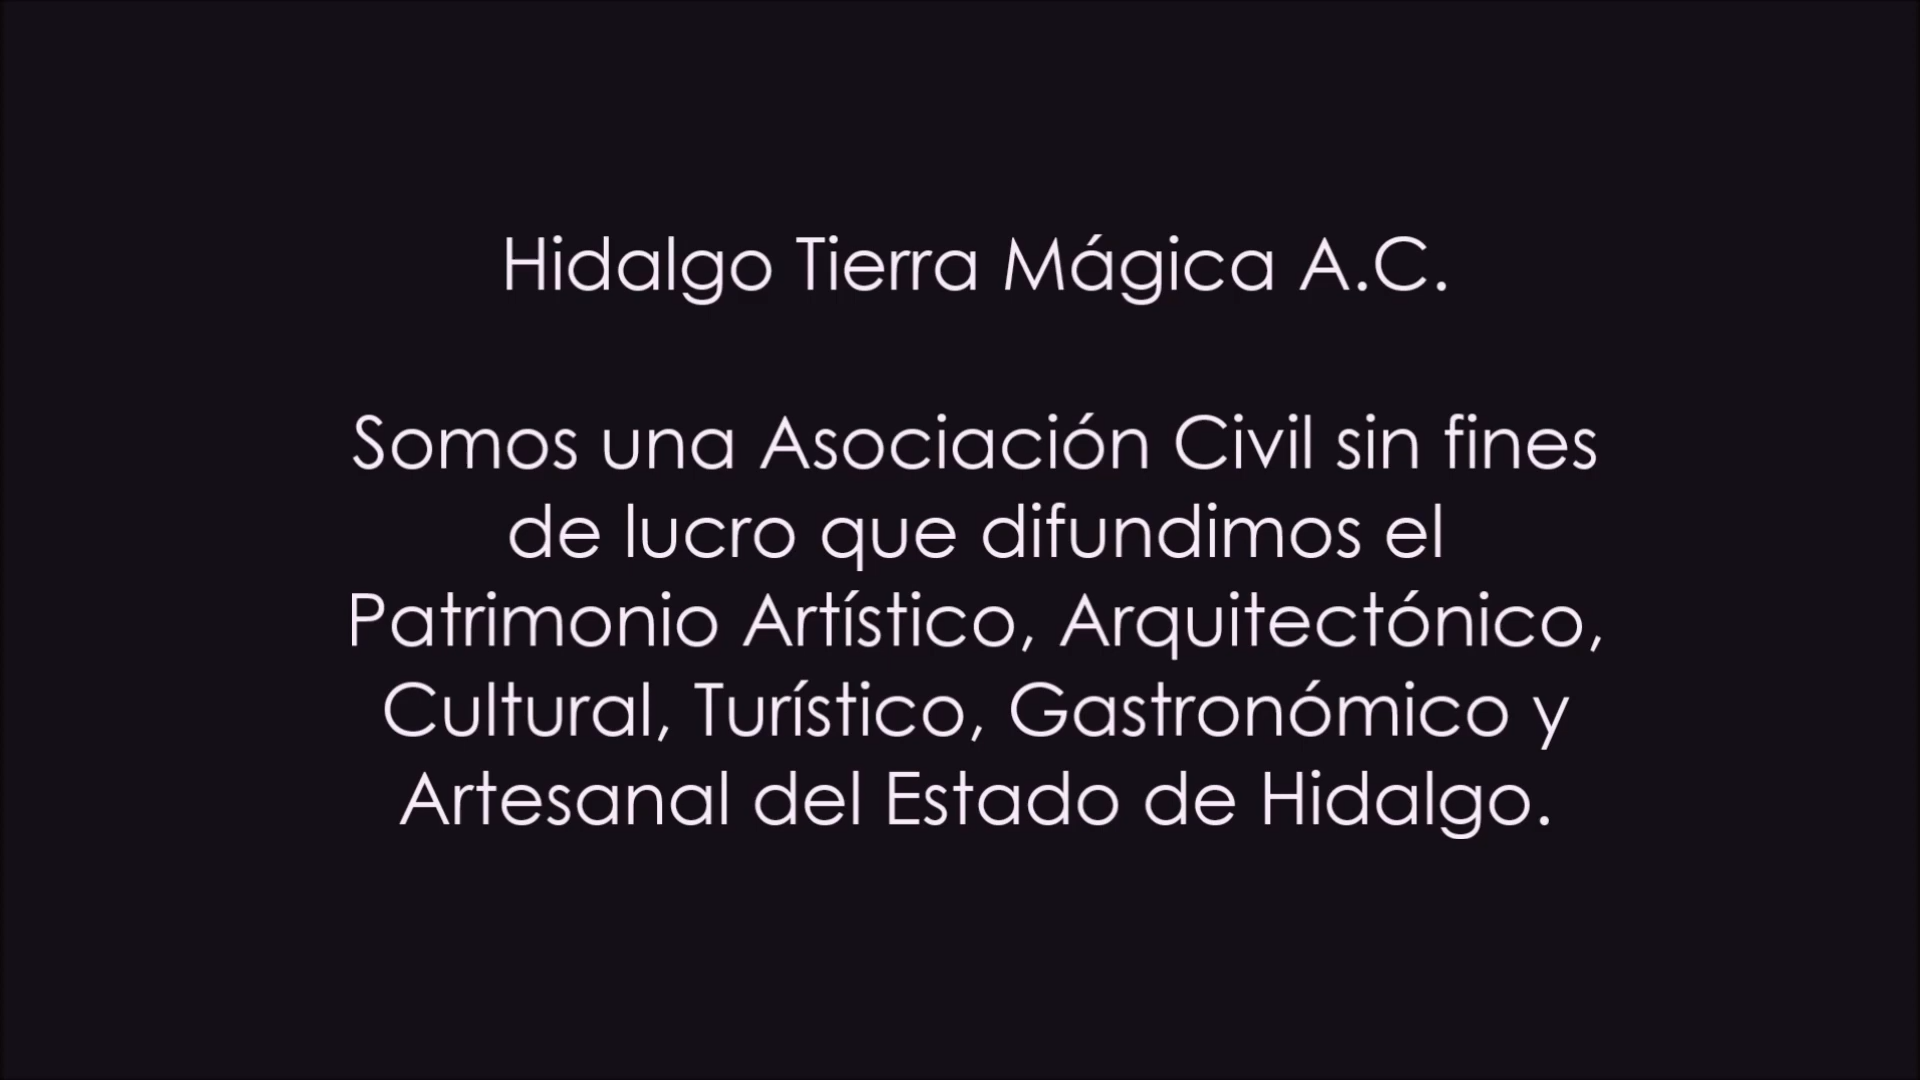 Hidalgo Tierra Mágica A.C.
Somos una Asociación Civil sin fines
de lucro que difundimos el
Patrimonio Artístico, Arquitectónico,
Cultural, Turístico, Gastronómico y
Artesanal del Estado de Hidalgo.